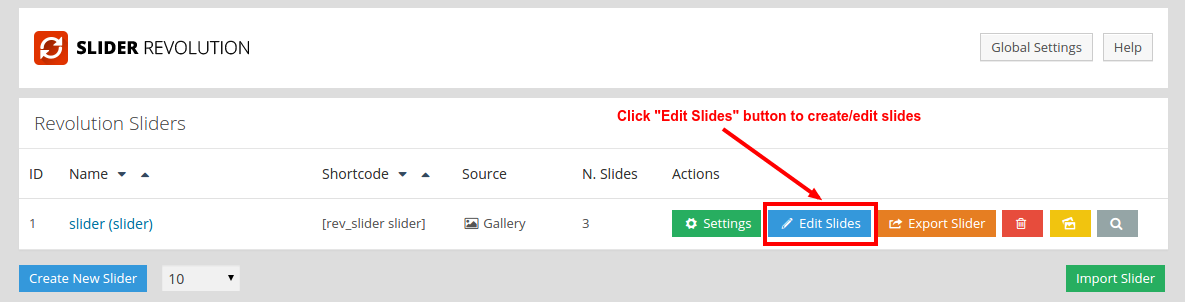 SLIDER REVOLUTION
Global Settings
Help
Revolution Sliders
Click "Edit Slides" button to create/edit slides
ID Name Shortcode Source N. Slides Actions
1 slider (slider) [rev_slider slider] Gallery 3 Settings Edit Slides Export Slider
Create New Slider 10 Import Slider